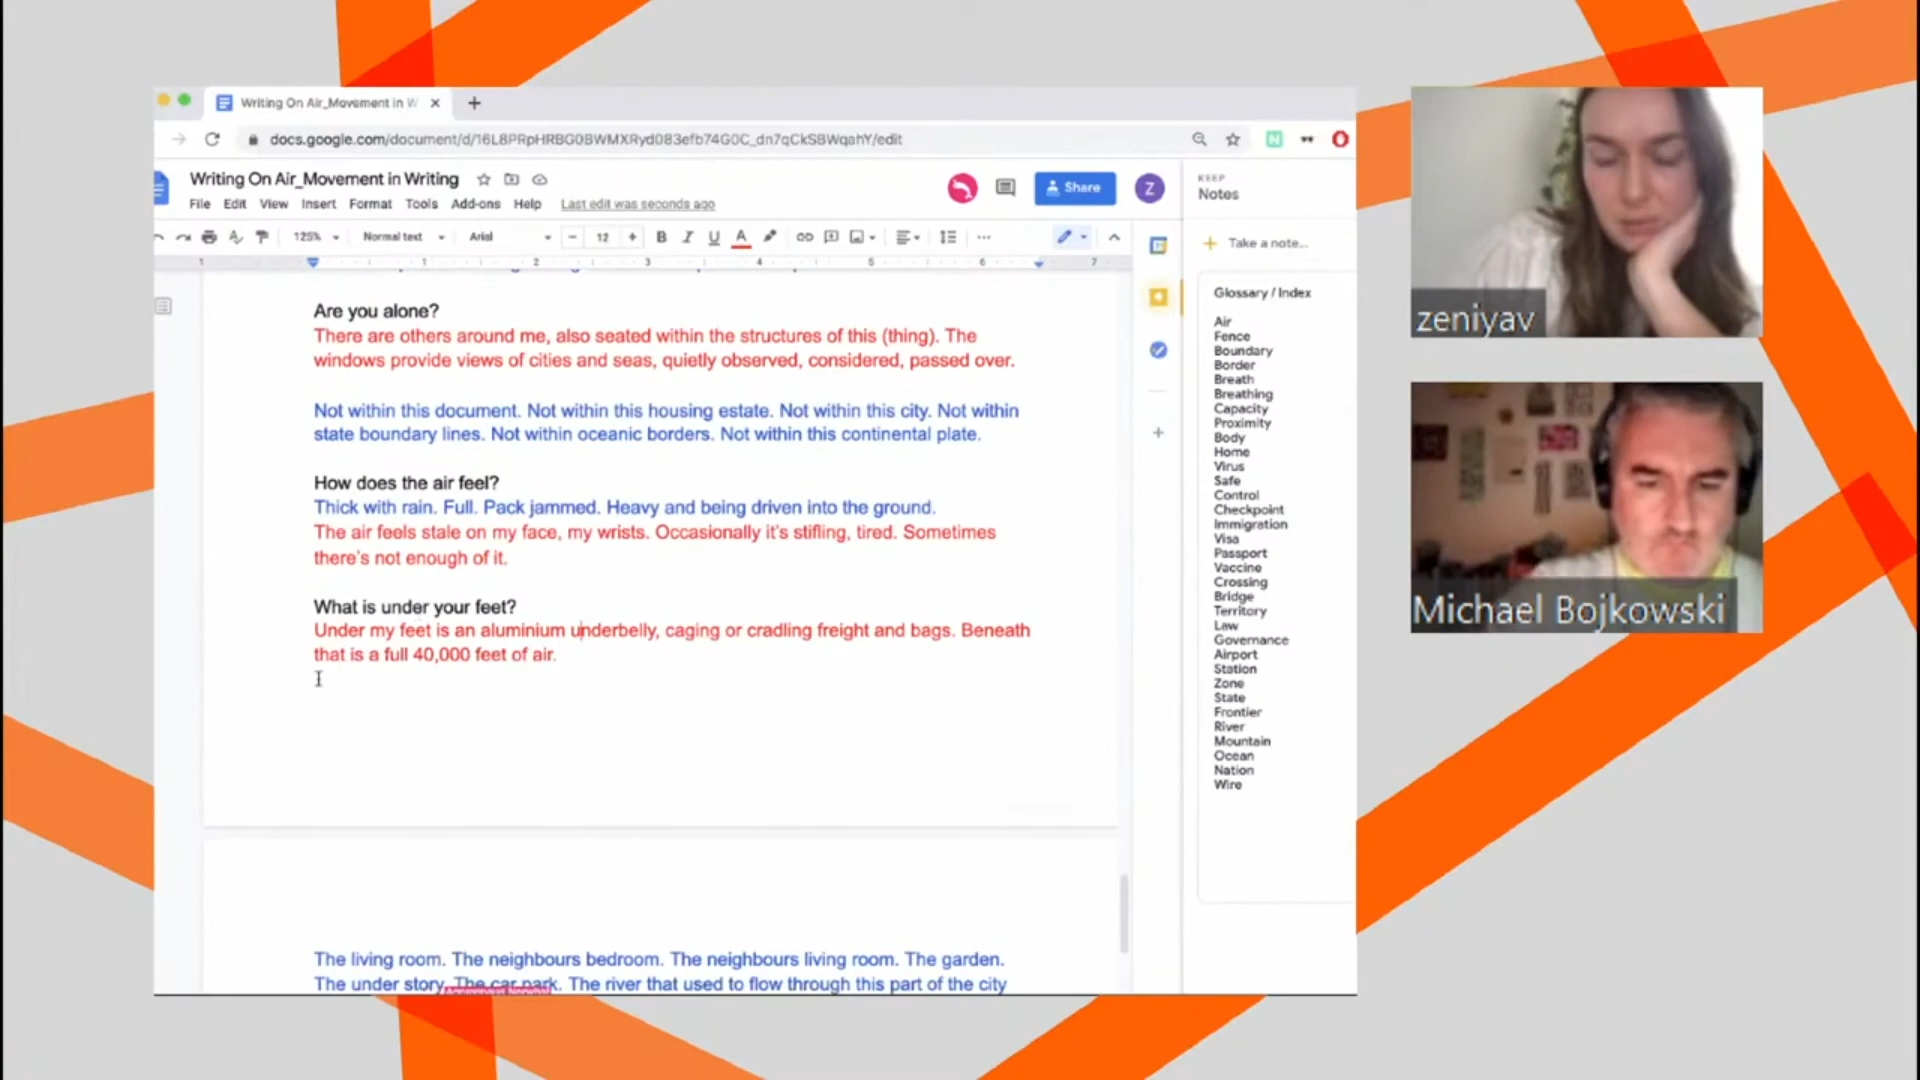 Writing On Air_Movement in W
docs.google.com/document/d/16L8PRpHRBG0BWMXRyd083efb74G0C_dn7qCkSBWqahY/edit
Writing On Air_Movement in Writing
File Edit View Insert Format Tools Add-ons Help Last edit was seconds ago
Share
Z
125% Normal text Arial 12 B I U A
1 1 2 3 4 5 6 7
Are you alone?
There are others around me, also seated within the structures of this (thing). The
windows provide views of cities and seas, quietly observed, considered, passed over.
Not within this document. Not within this housing estate. Not within this city. Not within
state boundary lines. Not within oceanic borders. Not within this continental plate.
How does the air feel?
Thick with rain. Full. Pack jammed. Heavy and being driven into the ground.
The air feels stale on my face, my wrists. Occasionally it's stifling, tired. Sometimes
there's not enough of it.
What is under your feet?
Under my feet is an aluminium underbelly, caging or cradling freight and bags. Beneath
that is a full 40,000 feet of air.
The living room. The neighbours bedroom. The neighbours living room. The garden.
The under story. The car park. The river that used to flow through this part of the city
KEEP
Notes
Take a note...
Glossary / Index
Air
Fence
Boundary
Border
Breath
Breathing
Capacity
Proximity
Body
Home
Virus
Safe
Control
Checkpoint
Immigration
Visa
Passport
Vaccine
Crossing
Bridge
Territory
Law
Governance
Airport
Station
Zone
State
Frontier
River
Mountain
Ocean
Nation
Wire
zeniyav
Michael Bojkowski